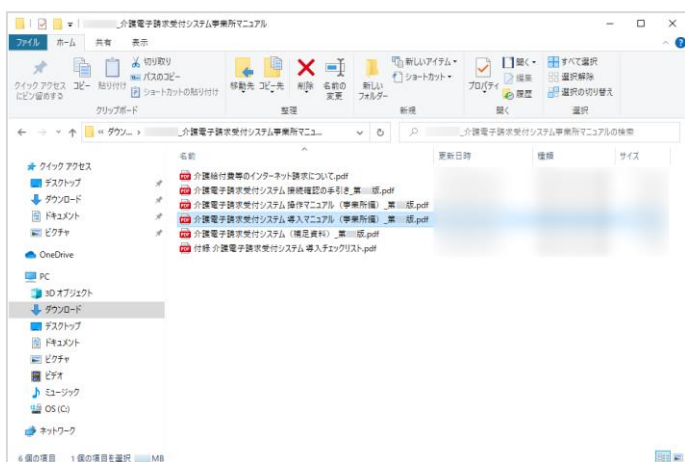 _介護電子請求受付システム事業所マニュアル
ファイル ホーム 共有 表示
クイック アクセスにピン留めする
コピー
貼り付け
切り取り
パスのコピー
ショートカットの貼り付け
クリップボード
移動先
コピー先
削除
名前の変更
整理
新しいフォルダー
新しいアイテム
ショートカット
新規
プロパティ
開く
編集
履歴
開く
すべて選択
選択解除
選択の切り替え
選択
« ダウン... › _介護電子請求受付システム事業所マニュ...
_介護電子請求受付システム事業所マニュアルの検索
名前 更新日時 種類 サイズ
クイック アクセス
デスクトップ
ダウンロード
ドキュメント
ピクチャ
OneDrive
PC
3D オブジェクト
ダウンロード
デスクトップ
ドキュメント
ピクチャ
ビデオ
ミュージック
OS (C:)
ネットワーク
介護給付費等のインターネット請求について.pdf
介護電子請求受付システム 接続確認の手引き_第 版.pdf
介護電子請求受付システム 操作マニュアル（事業所編）_第 版.pdf
介護電子請求受付システム 導入マニュアル（事業所編）_第 版.pdf
介護電子請求受付システム（補足資料）_第 版.pdf
付録 介護電子請求受付システム 導入チェックリスト.pdf
6 個の項目 1 個の項目を選択 MB